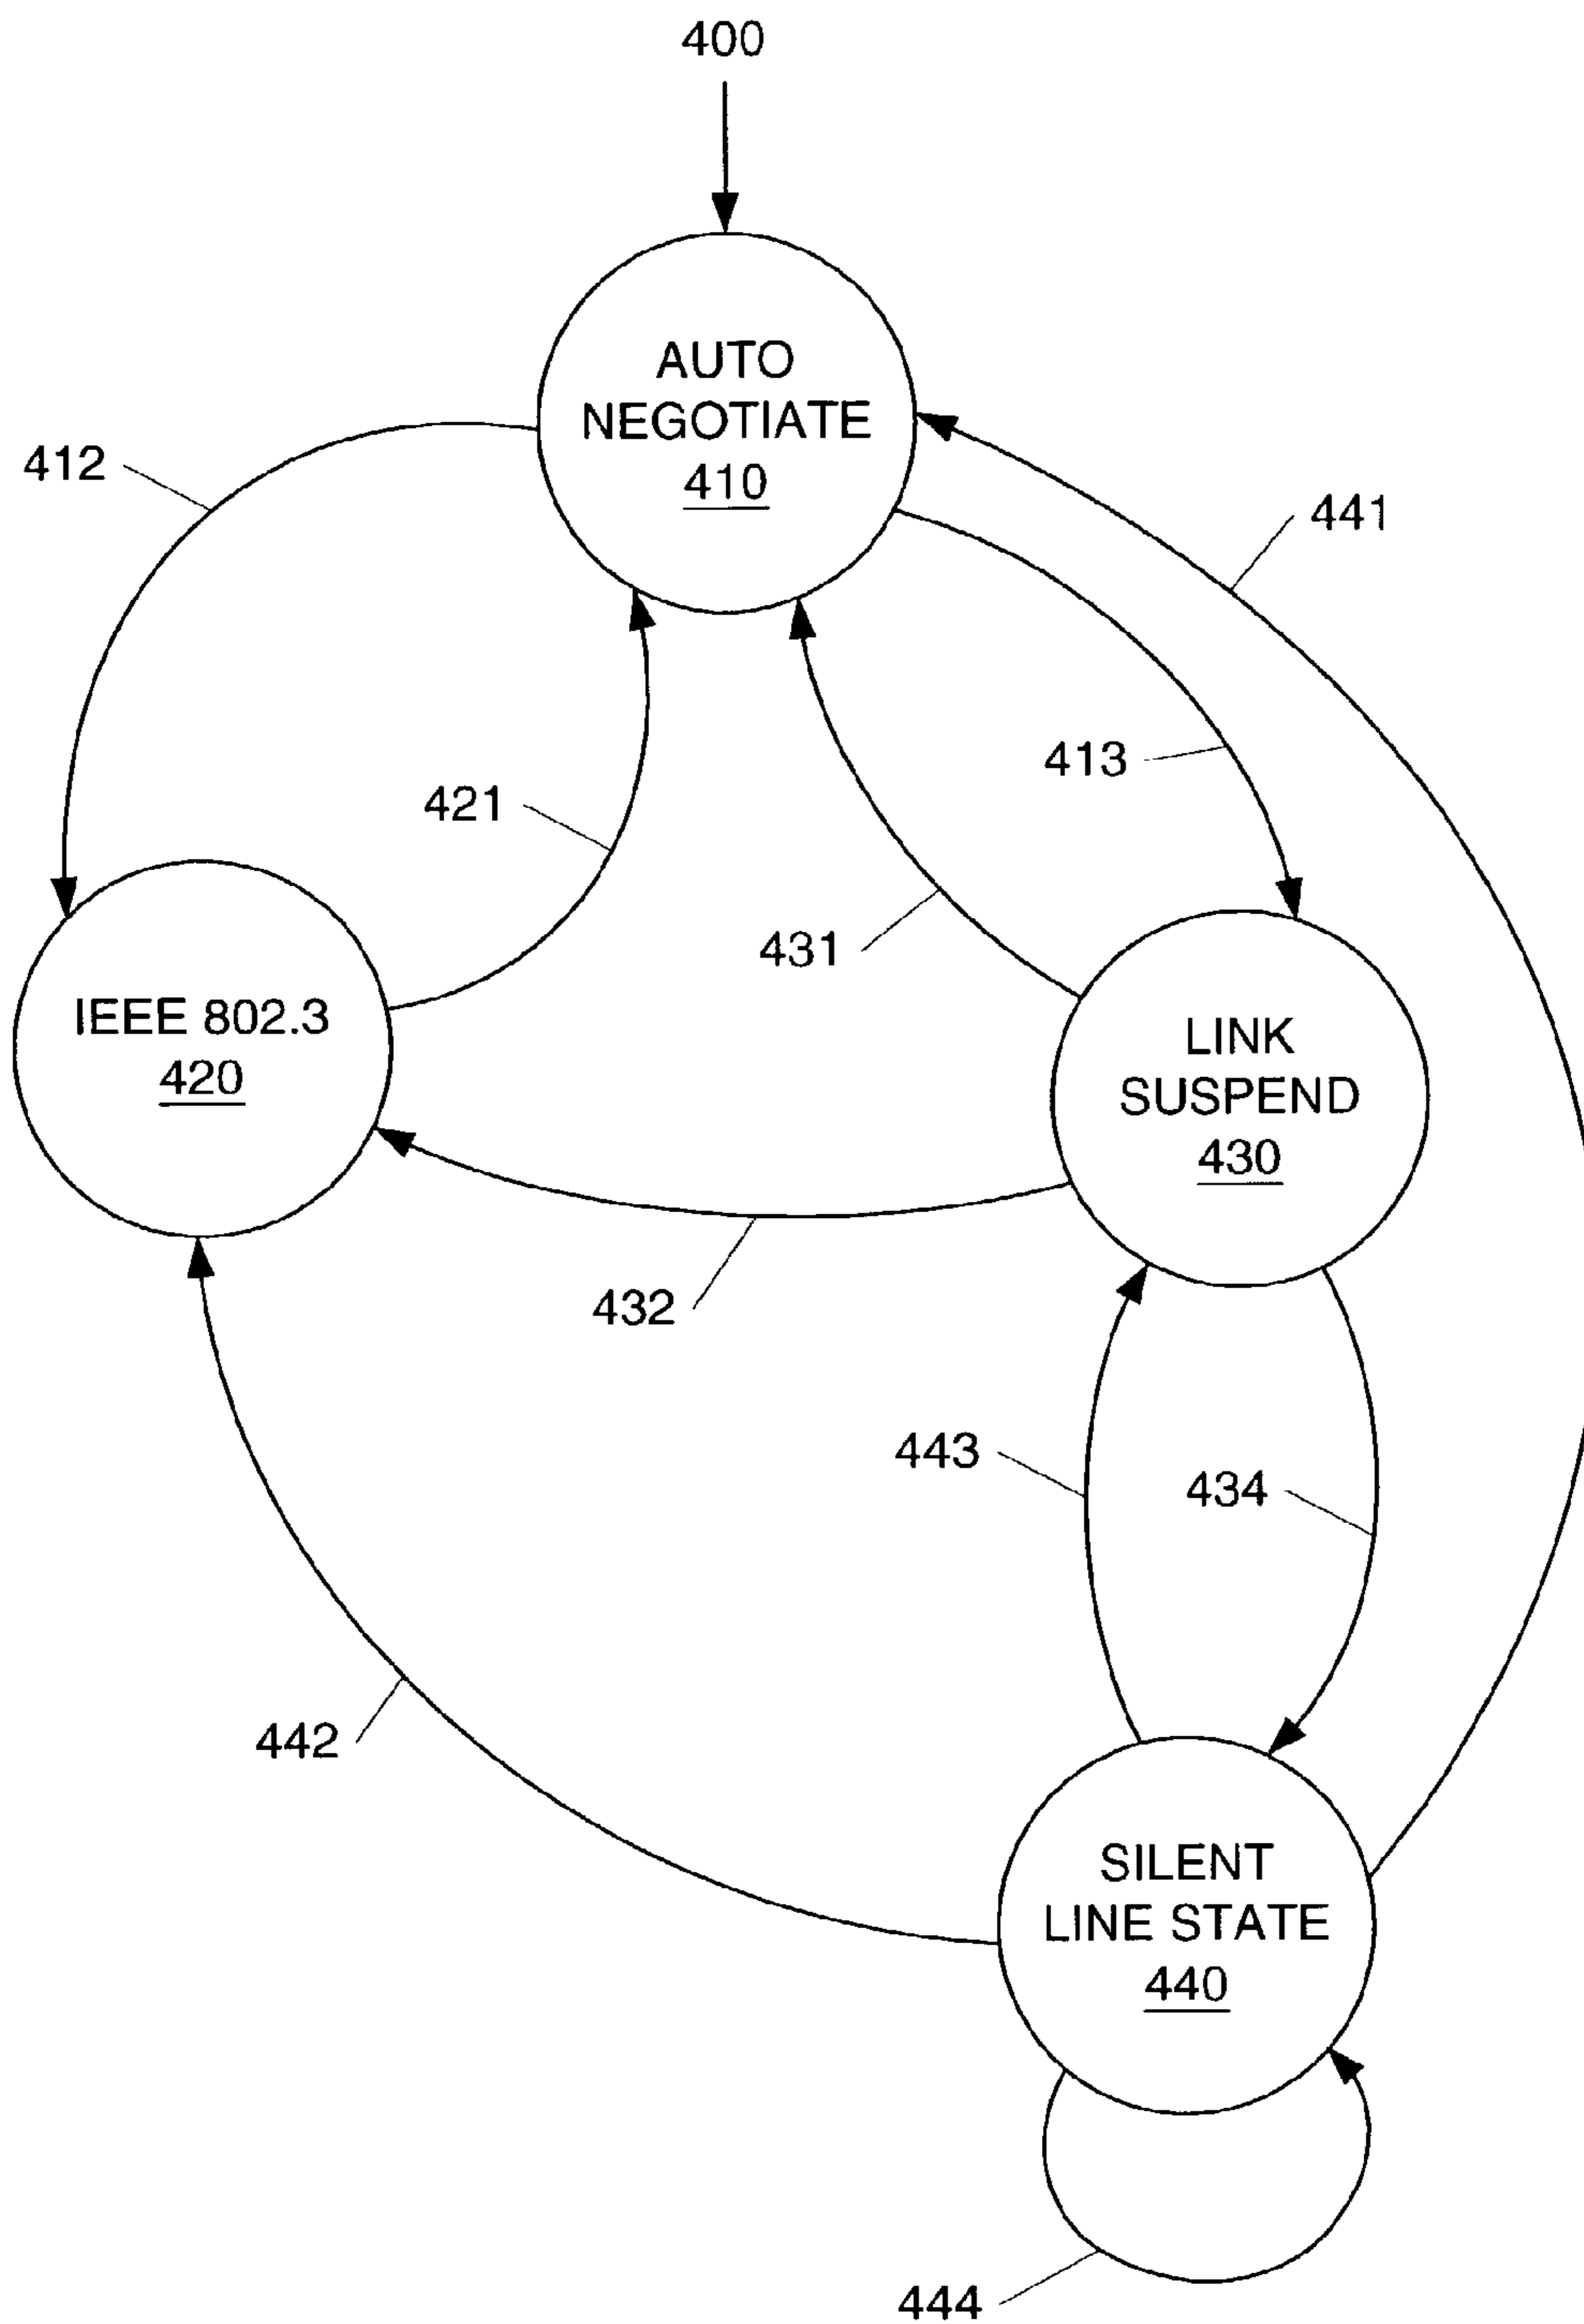 400
AUTO
NEGOTIATE
410
412
441
413
421
431
IEEE 802.3
420
LINK
SUSPEND
430
432
443
434
442
SILENT
LINE STATE
440
444